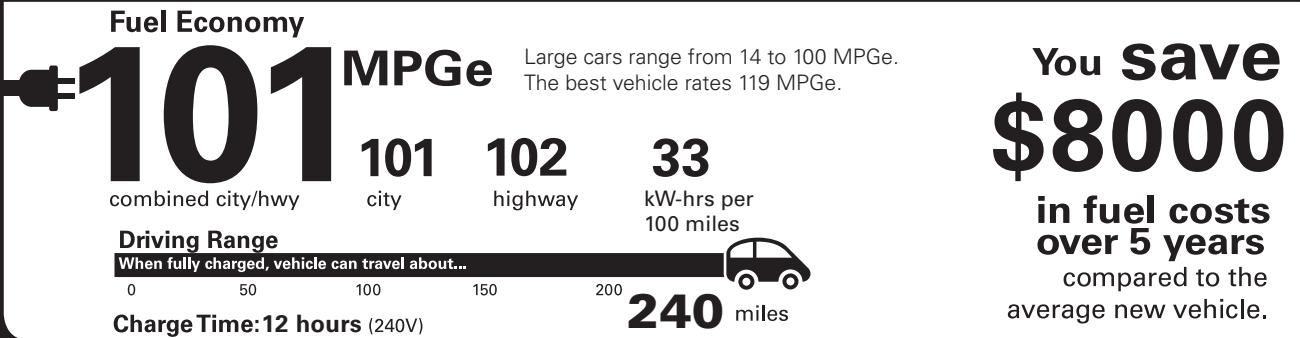 Fuel Economy
101 MPGe
combined city/hwy
Large cars range from 14 to 100 MPGe.
The best vehicle rates 119 MPGe.
101
city
102
highway
33
kW-hrs per
100 miles
Driving Range
When fully charged, vehicle can travel about...
0 50 100 150 200
240 miles
Charge Time: 12 hours (240V)
You save
$8000
in fuel costs
over 5 years
compared to the
average new vehicle.